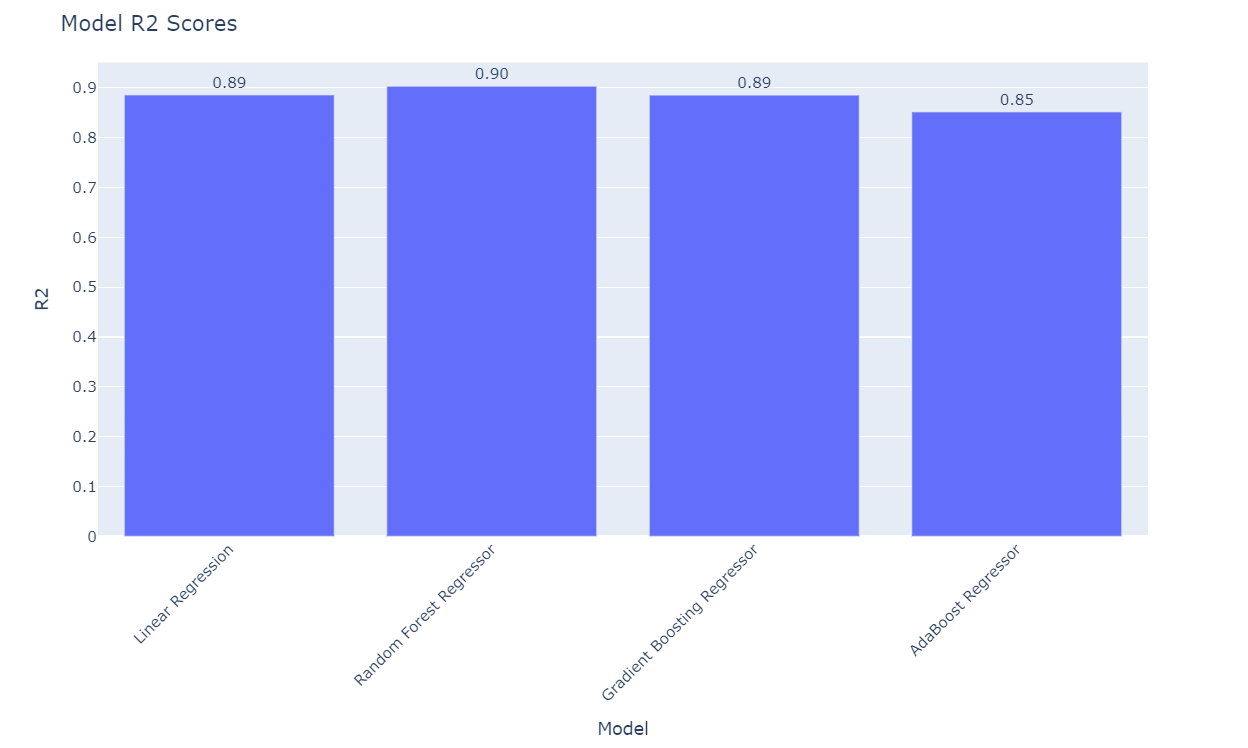 Model R2 Scores
0.89
0.90
0.89
0.85
0.9
0.8
0.7
0.6
0.5
0.4
0.3
0.2
0.1
0
R2
Linear Regression
Random Forest Regressor
Gradient Boosting Regressor
AdaBoost Regressor
Model